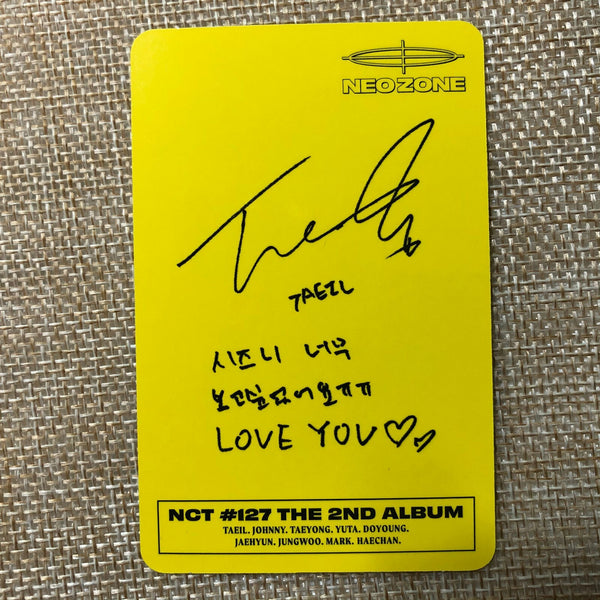 NEOZONE
TAEIL
시즈니 너무
보고싶었어요ㅠㅠ
LOVE YOU♡♡
NCT #127 THE 2ND ALBUM
TAEIL. JOHNNY. TAEYONG. YUTA. DOYOUNG.
JAEHYUN. JUNGWOO. MARK. HAECHAN.